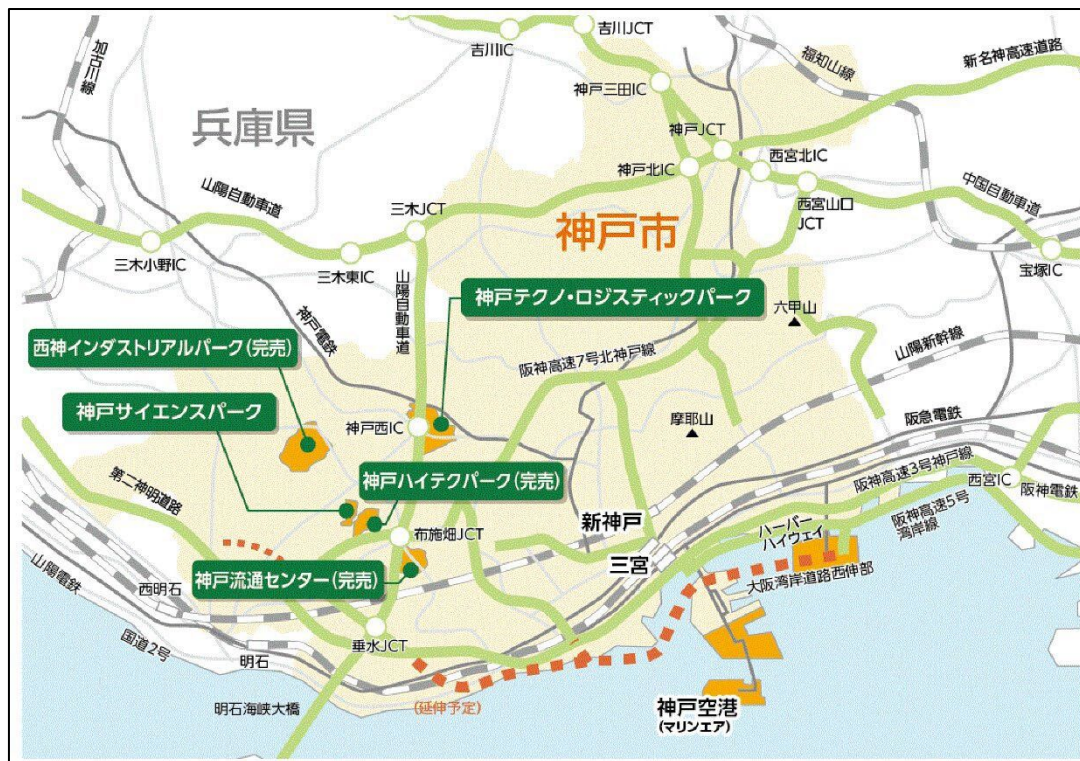 吉川JCT
吉川IC
加古川線
福知山線
新名神高速道路
神戸三田IC
兵庫県
神戸JCT
西宮北IC
神戸北IC
中国自動車道
山陽自動車道
三木JCT
西宮山口
JCT
神戸市
三木小野IC
三木東IC
宝塚IC
山陽自動車道
神戸電鉄
神戸テクノ・ロジスティックパーク
六甲山
西神インダストリアルパーク(完売)
阪神高速7号北神戸線
山陽新幹線
神戸サイエンスパーク
神戸西IC
摩耶山
阪急電鉄
第二神明道路
神戸ハイテクパーク(完売)
阪神高速3号神戸線
西宮IC
阪神電鉄
新神戸
布施畑JCT
ハーバー
ハイウェイ
阪神高速5号
湾岸線
三宮
山陽電鉄
西明石
神戸流通センター(完売)
大阪湾岸道路西伸部
国道2号
明石
垂水JCT
明石海峡大橋
(延伸予定)
神戸空港
(マリンエア)